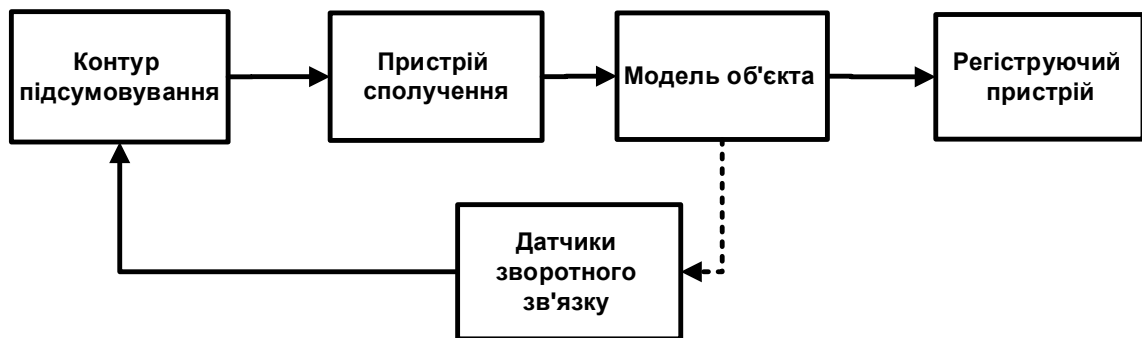 Контур
підсумовування
Пристрій
сполучення
Модель об'єкта
Регіструючий
пристрій
Датчики
зворотного
зв'язку